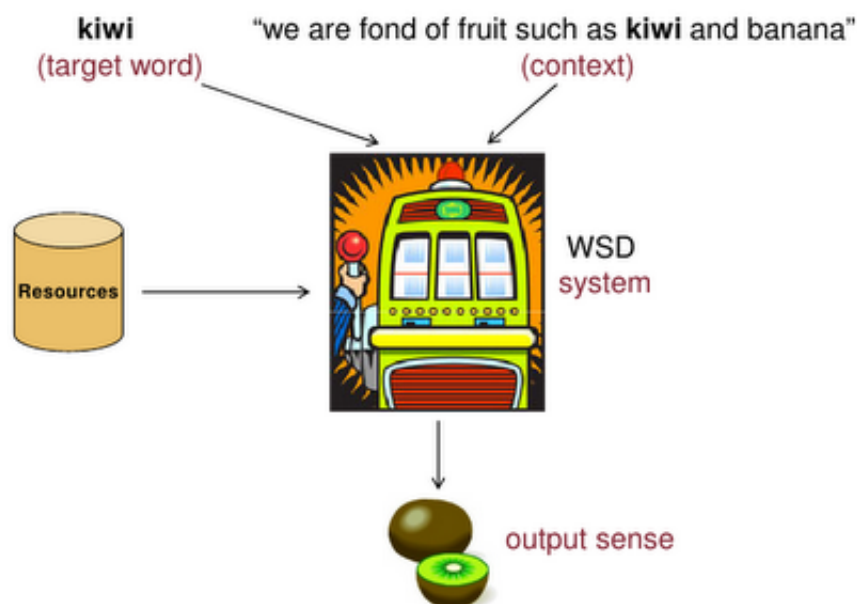 kiwi
(target word)
“we are fond of fruit such as kiwi and banana”
(context)
Resources
WSD
system
output sense